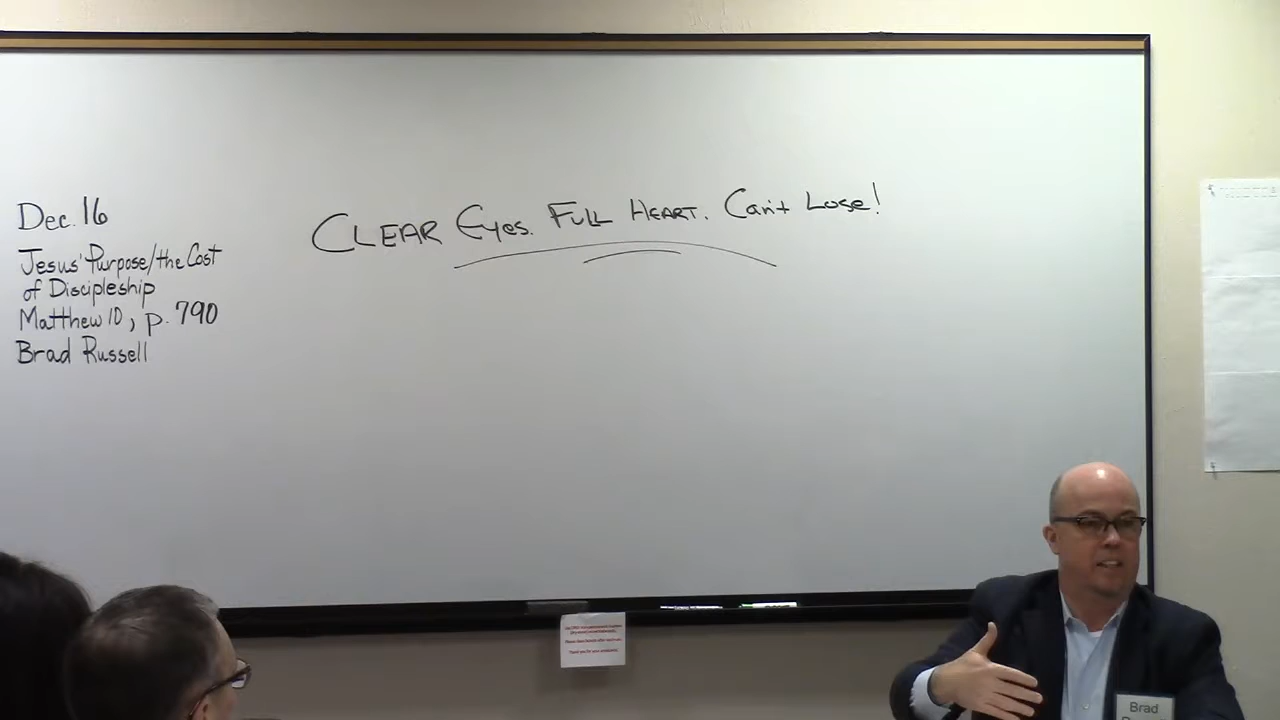 Dec. 16
Jesus' Purpose/the Cost
of Discipleship
Matthew 10, p. 790
Brad Russell
CLEAR Eyes. FULL HEART. Can't Lose!
Brad